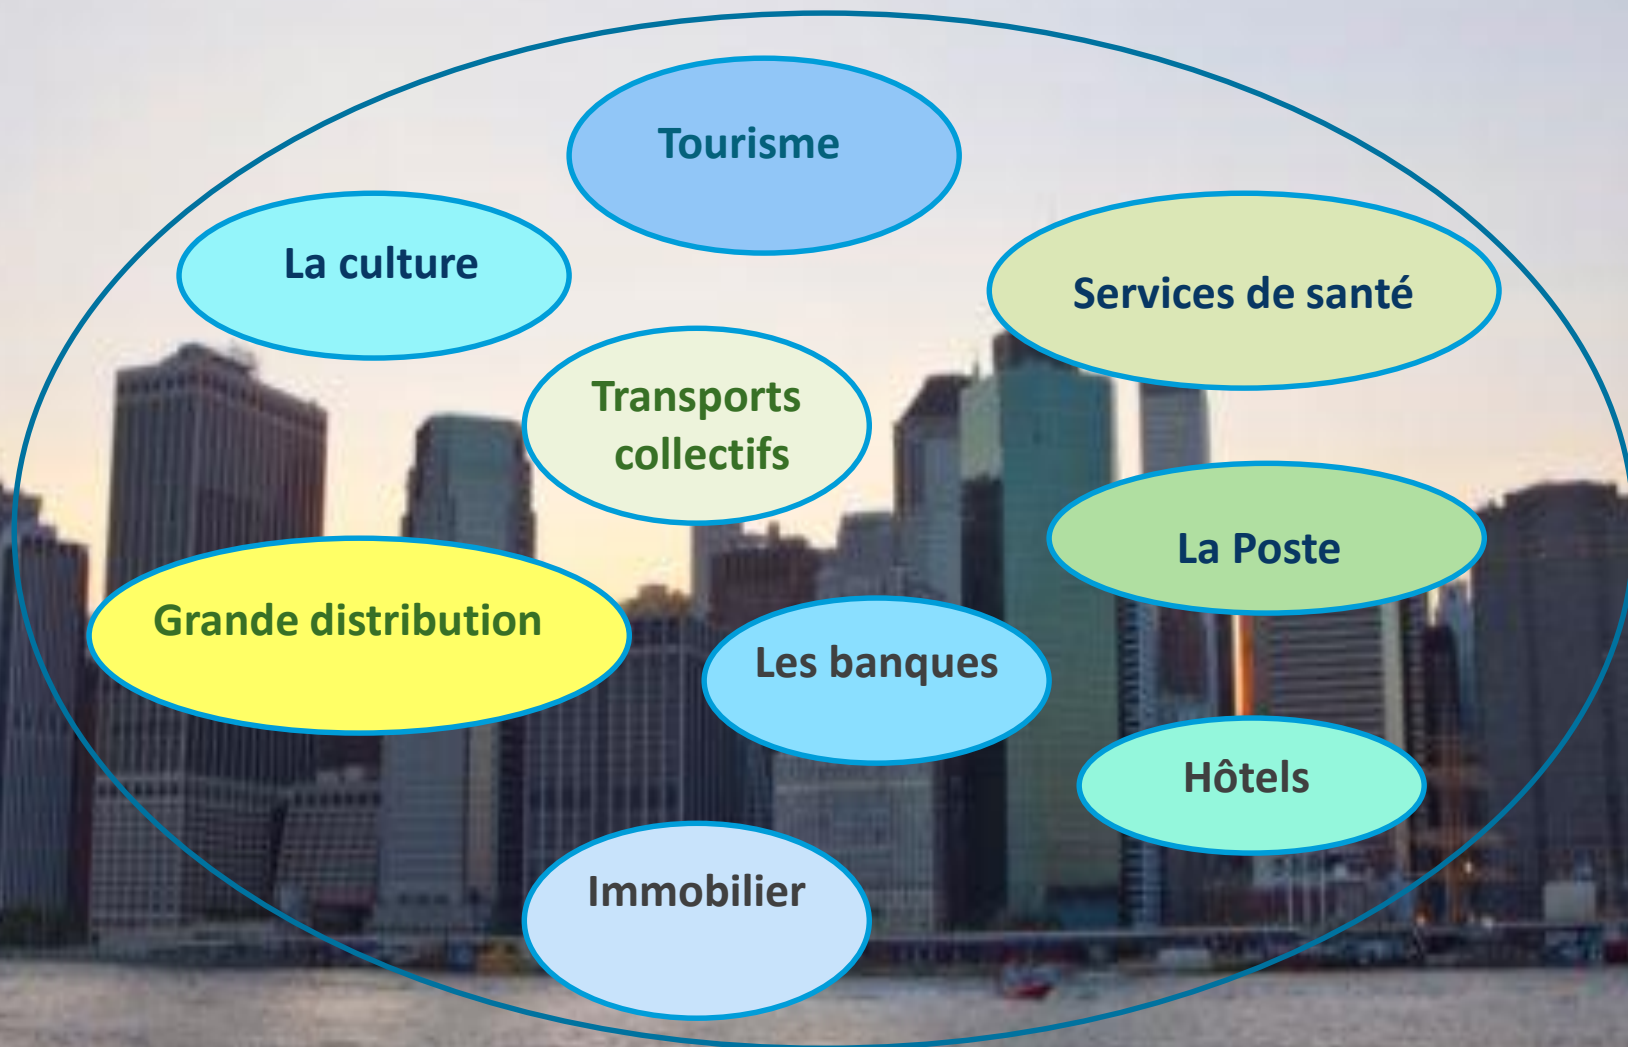 Tourisme
La culture
Services de santé
Transports
collectifs
La Poste
Grande distribution
Les banques
Hôtels
Immobilier